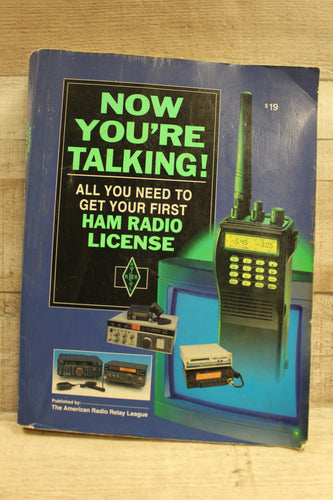 NOW
YOU'RE
TALKING!
$19
ALL YOU NEED TO
GET YOUR FIRST
HAM RADIO
LICENSE
Published by:
The American Radio Relay League